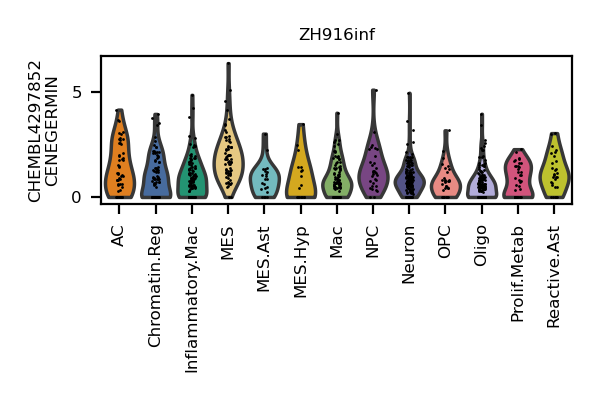 ZH916inf
CHEMBL4297852
CENEGERMIN
5
0
AC
Chromatin.Reg
Inflammatory.Mac
MES
MES.Ast
MES.Hyp
Mac
NPC
Neuron
OPC
Oligo
Prolif.Metab
Reactive.Ast